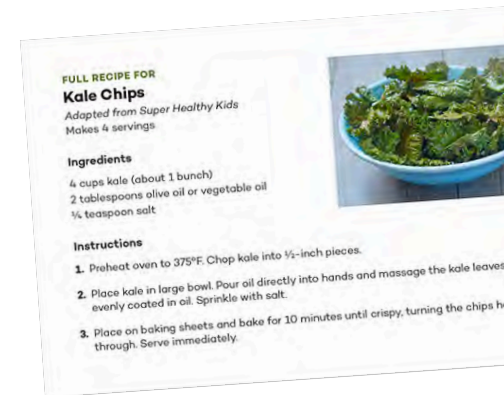 FULL RECIPE FOR
Kale Chips
Adapted from Super Healthy Kids
Makes 4 servings
Ingredients
4 cups kale (about 1 bunch)
2 tablespoons olive oil or vegetable oil
¼ teaspoon salt
Instructions
1. Preheat oven to 375°F. Chop kale into ½-inch pieces.
2. Place kale in large bowl. Pour oil directly into hands and massage the kale leaves
evenly coated in oil. Sprinkle with salt.
3. Place on baking sheets and bake for 10 minutes until crispy, turning the chips
through. Serve immediately.